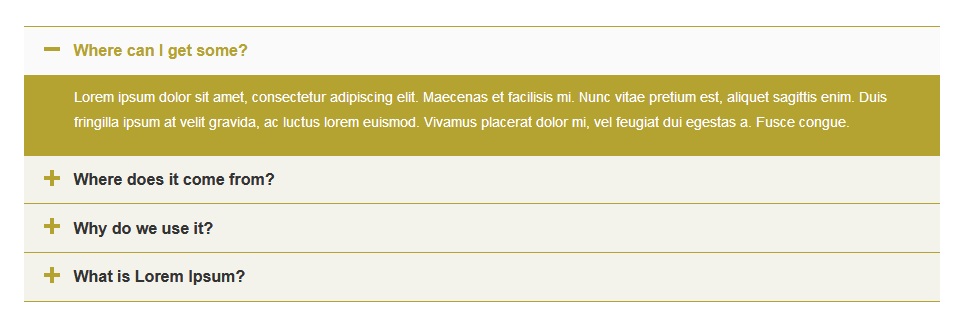 Where can I get some?
Lorem ipsum dolor sit amet, consectetur adipiscing elit. Maecenas et facilisis mi. Nunc vitae pretium est, aliquet sagittis enim. Duis
fringilla ipsum at velit gravida, ac luctus lorem euismod. Vivamus placerat dolor mi, vel feugiat dui egestas a. Fusce congue.
Where does it come from?
Why do we use it?
What is Lorem Ipsum?